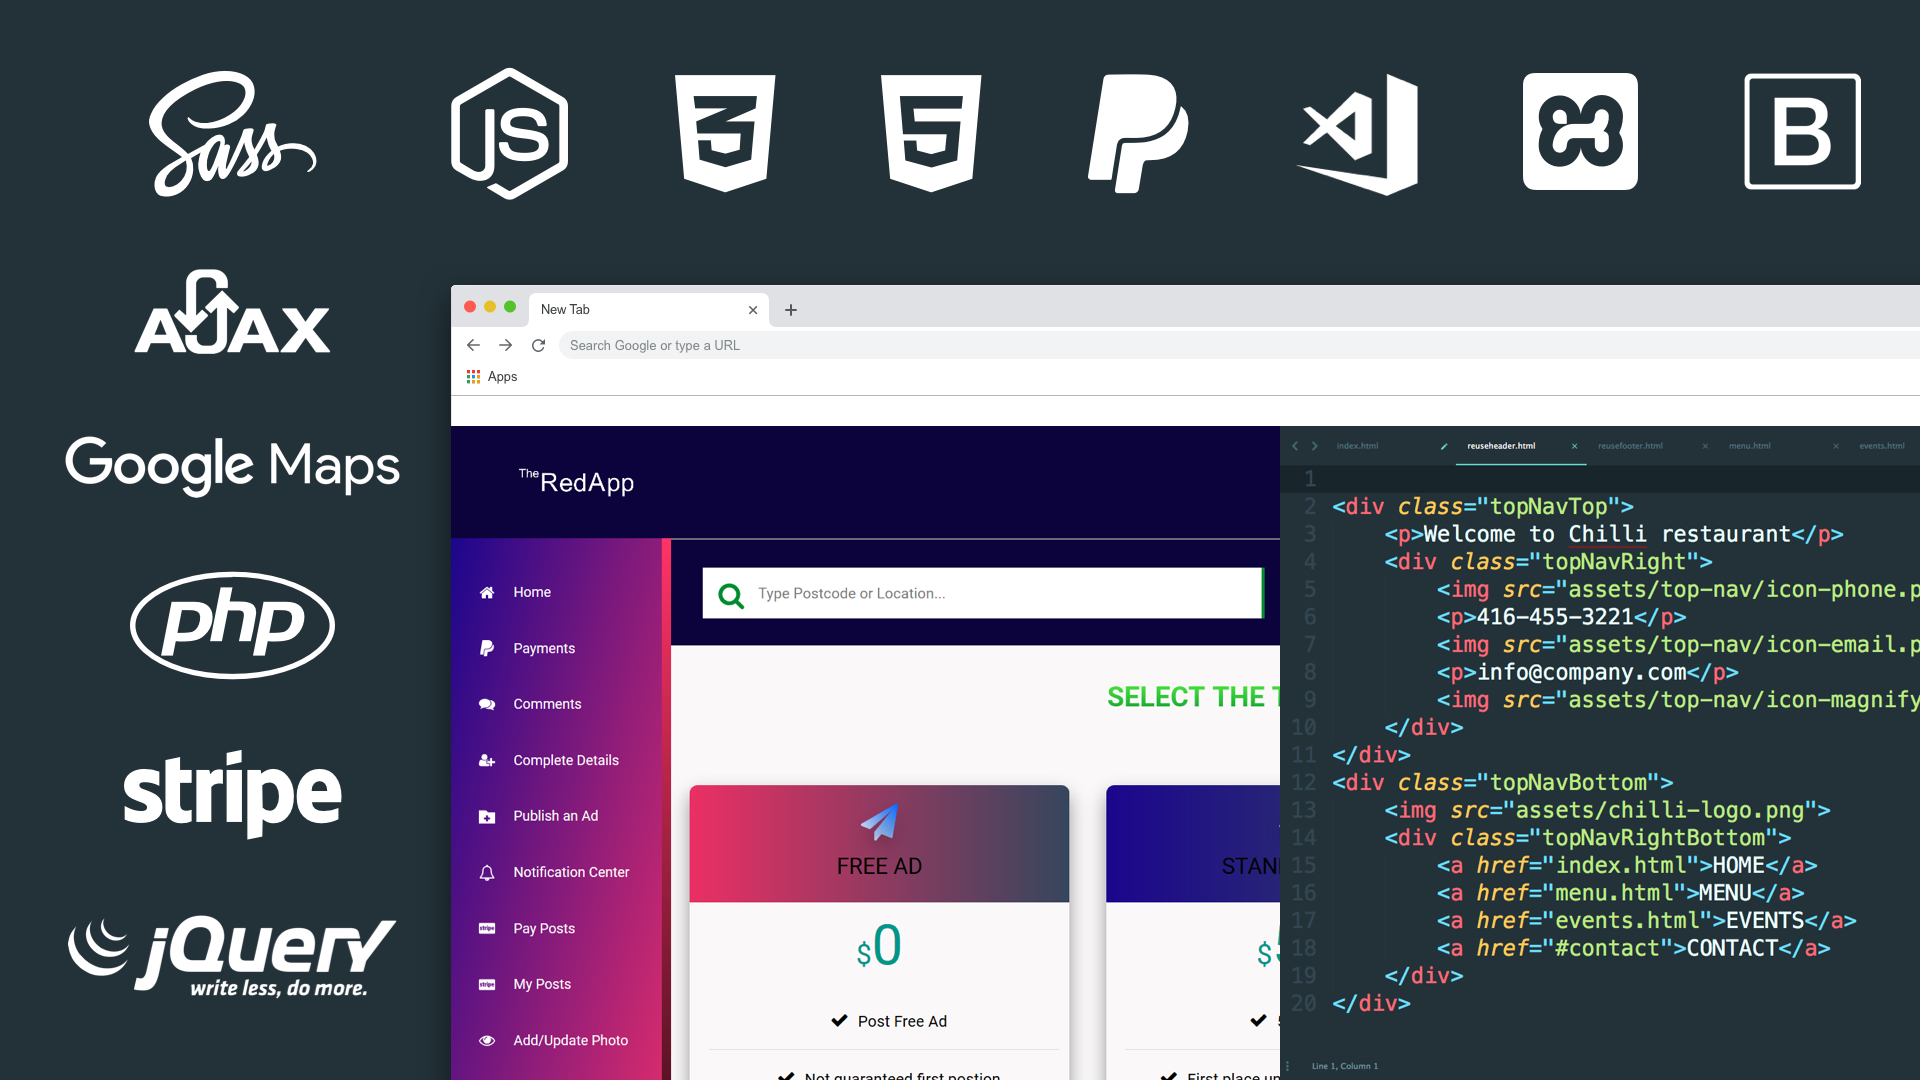 Sass
JS
3
5
B
AJAX
Google Maps
php
stripe
jQuery
write less, do more.
New Tab
Search Google or type a URL
Apps
TheRedApp
Home
Payments
Comments
Complete Details
Publish an Ad
Notification Center
Pay Posts
My Posts
Add/Update Photo
Type Postcode or Location...
SELECT THE
FREE AD
$0
Post Free Ad
Not guaranteed first postion
STAN
$
First place un
index.html
reuseheader.html
reusefooter.html
menu.html
events.html
1
2 <div class="topNavTop">
3 <p>Welcome to Chilli restaurant</p>
4 <div class="topNavRight">
5 <img src="assets/top-nav/icon-phone.p
6 <p>416-455-3221</p>
7 <img src="assets/top-nav/icon-email.p
8 <p>info@company.com</p>
9 <img src="assets/top-nav/icon-magnify
10 </div>
11 </div>
12 <div class="topNavBottom">
13 <img src="assets/chilli-logo.png">
14 <div class="topNavRightBottom">
15 <a href="index.html">HOME</a>
16 <a href="menu.html">MENU</a>
17 <a href="events.html">EVENTS</a>
18 <a href="#contact">CONTACT</a>
19 </div>
20 </div>
Line 1, Column 1